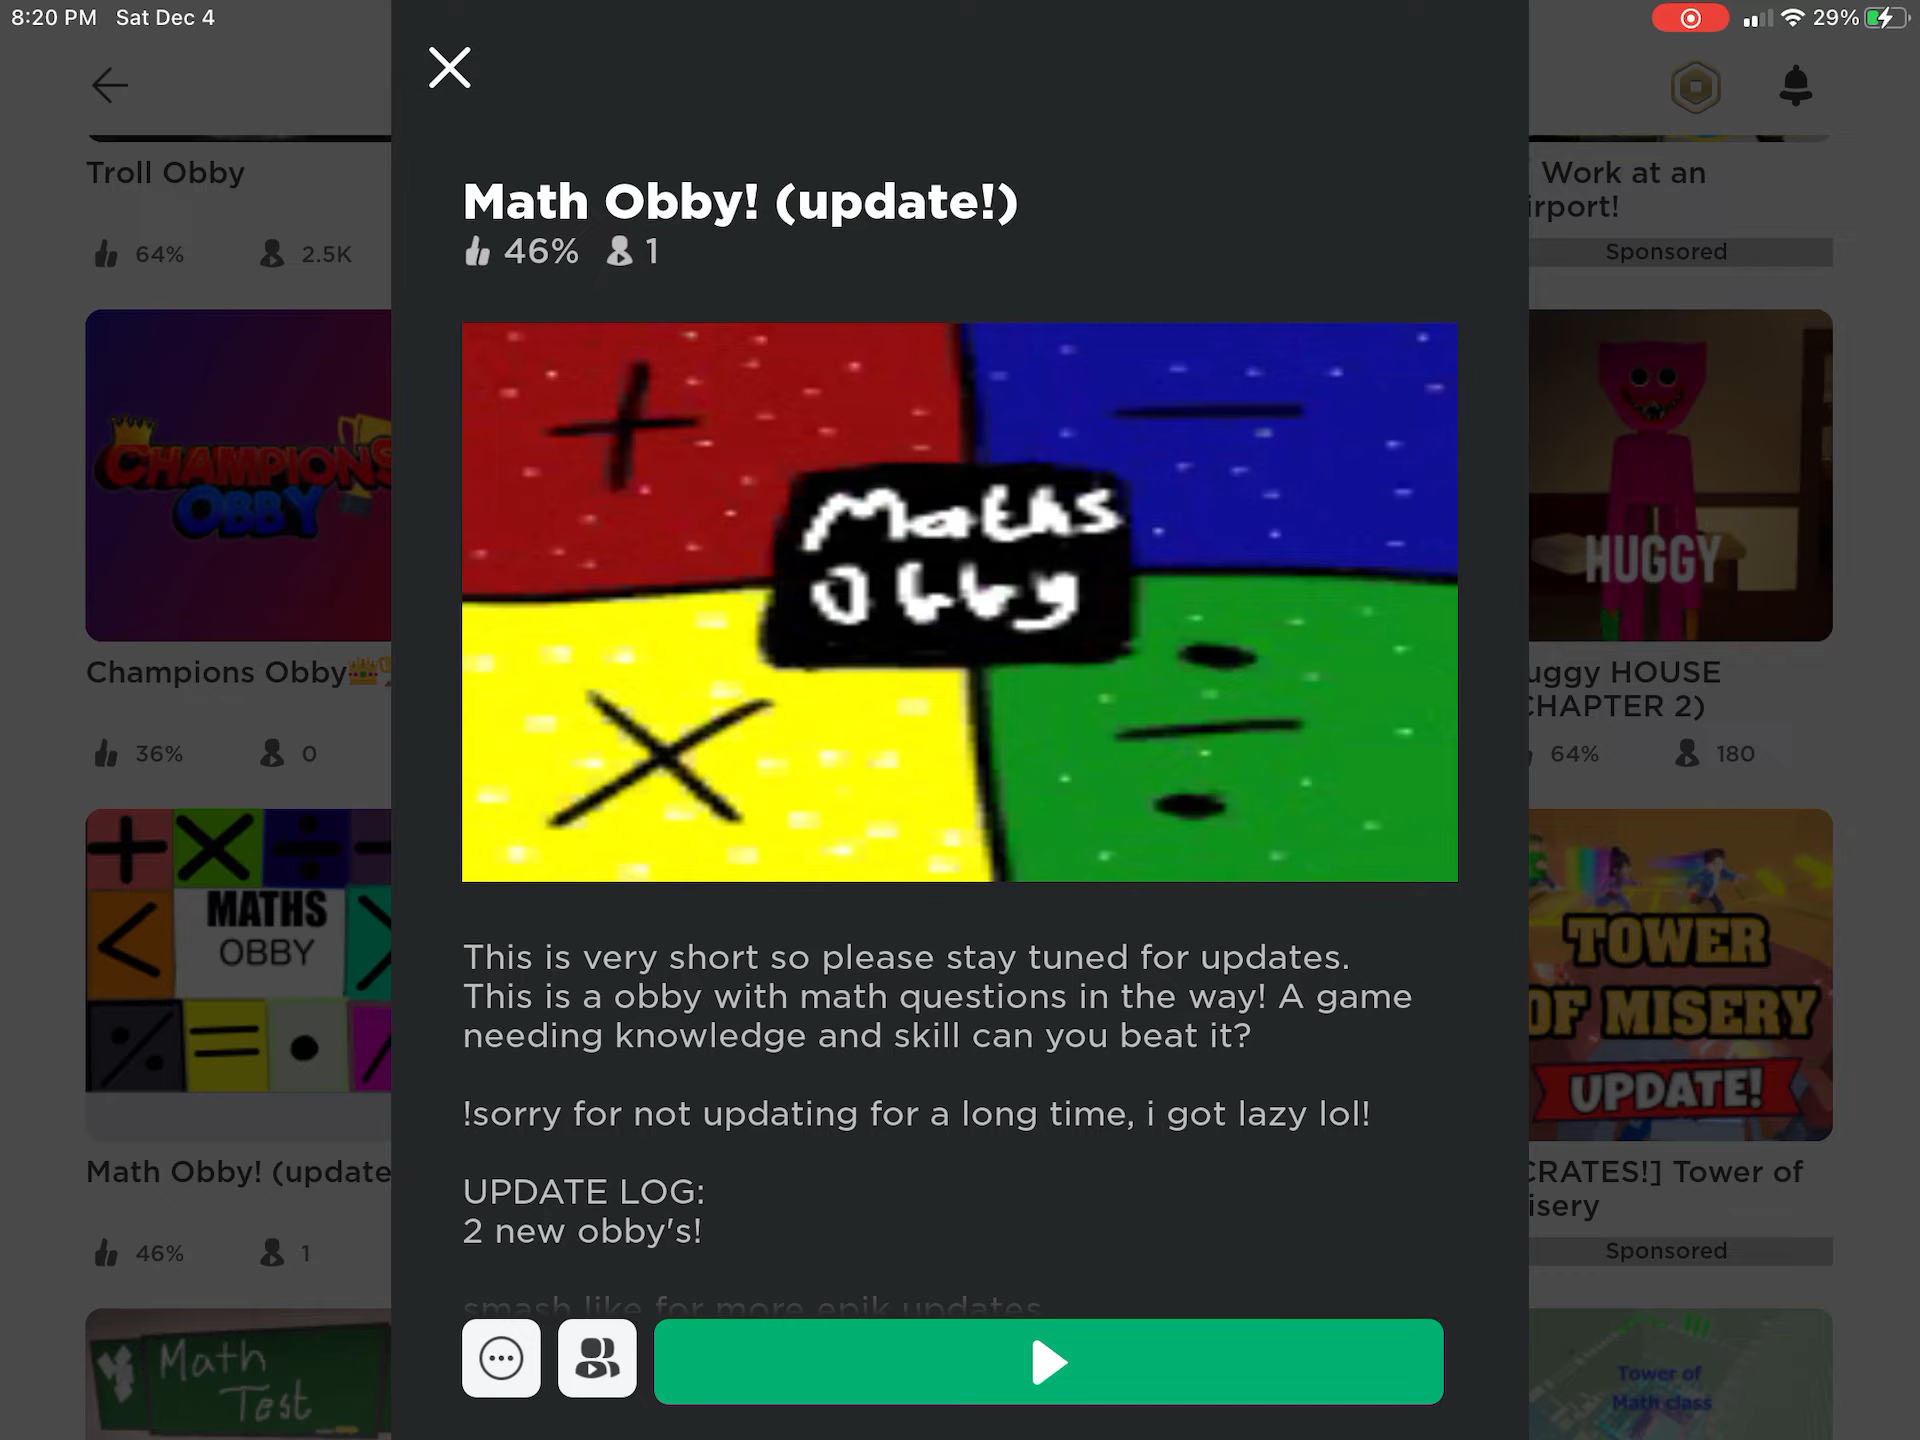 8:20 PM Sat Dec 4
29%
Troll Obby
64% 2.5K
CHAMPIONS
OBBY
Champions Obby
36% 0
MATHS
OBBY
Math Obby! (update
46% 1
Math
Test
Math Obby! (update!)
46% 1
Maths
Obby
This is very short so please stay tuned for updates.
This is a obby with math questions in the way! A game
needing knowledge and skill can you beat it?
!sorry for not updating for a long time, i got lazy lol!
UPDATE LOG:
2 new obby's!
smash like for more epik updates
Work at an
irport!
Sponsored
HUGGY
uggy HOUSE
CHAPTER 2)
64% 180
TOWER
OF MISERY
UPDATE!
CRATES!] Tower of
isery
Sponsored
Tower of
Math class